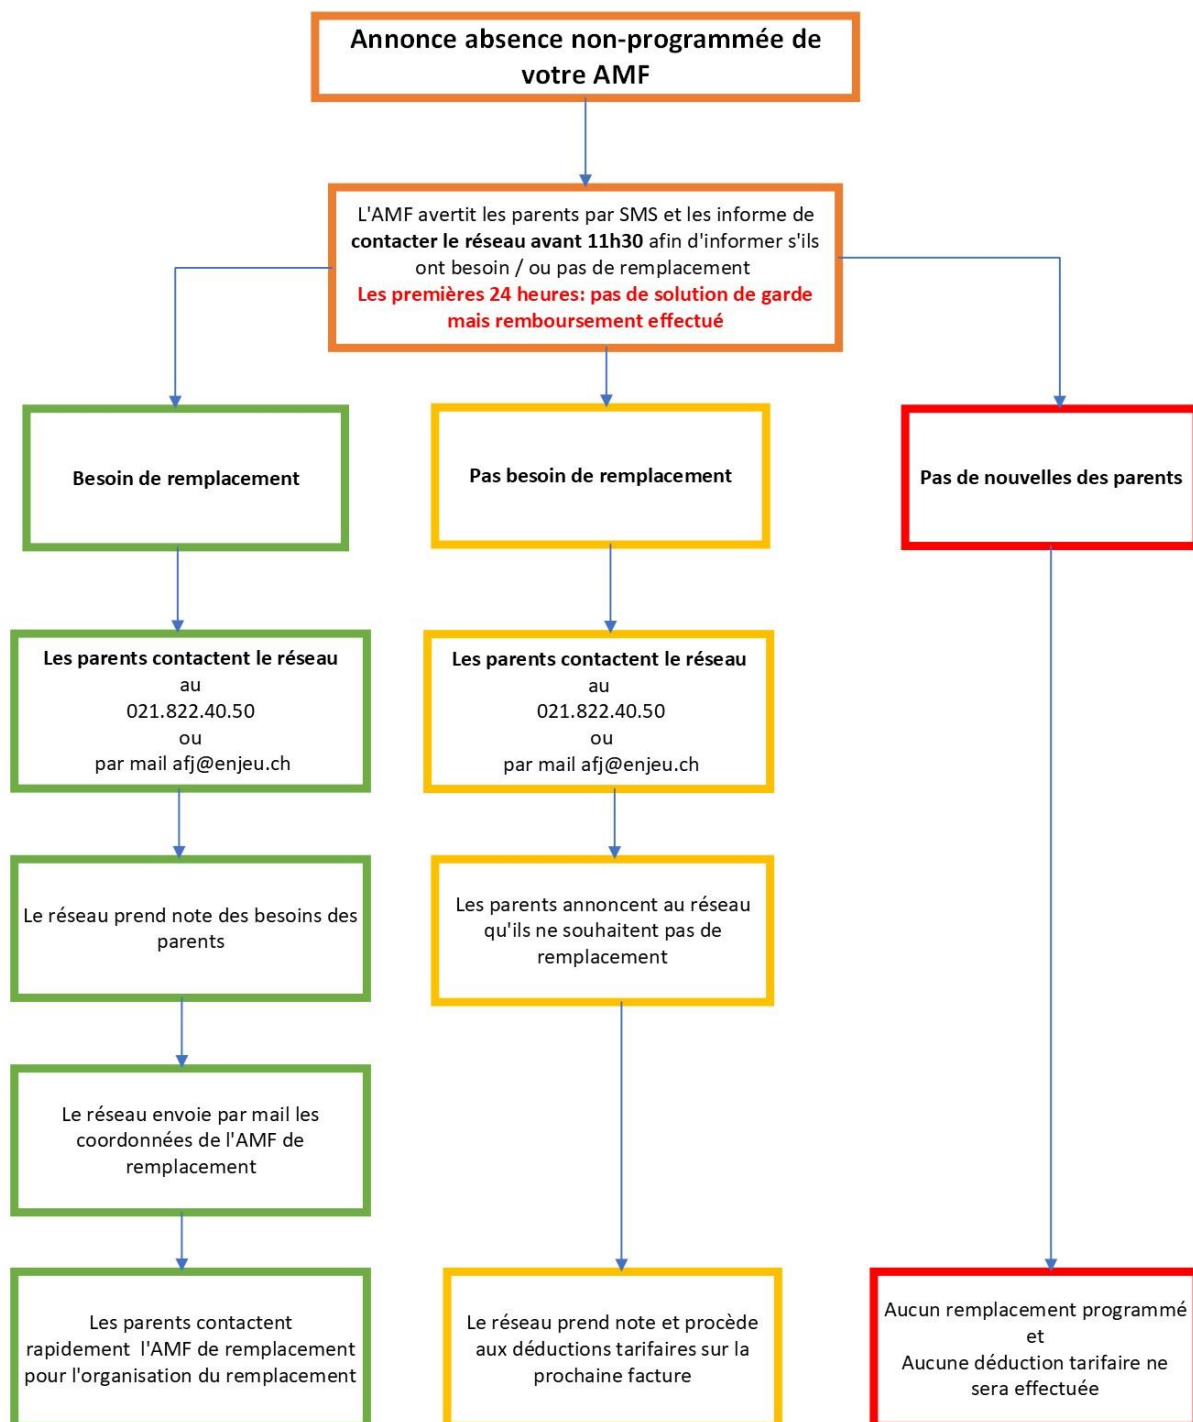 Annonce absence non-programmée de
votre AMF
L'AMF avertit les parents par SMS et les informe de
contacter le réseau avant 11h30 afin d'informer s'ils
ont besoin / ou pas de remplacement
Les premières 24 heures: pas de solution de garde
mais remboursement effectué
Besoin de remplacement
Pas besoin de remplacement
Pas de nouvelles des parents
Les parents contactent le réseau
au
021.822.40.50
ou
par mail afj@enjeu.ch
Les parents contactent le réseau
au
021.822.40.50
ou
par mail afj@enjeu.ch
Le réseau prend note des besoins des
parents
Les parents annoncent au réseau
qu'ils ne souhaitent pas de
remplacement
Le réseau envoie par mail les
coordonnées de l'AMF de
remplacement
Les parents contactent
rapidement l'AMF de remplacement
pour l'organisation du remplacement
Le réseau prend note et procède
aux déductions tarifaires sur la
prochaine facture
Aucun remplacement programmé
et
Aucune déduction tarifaire ne
sera effectuée